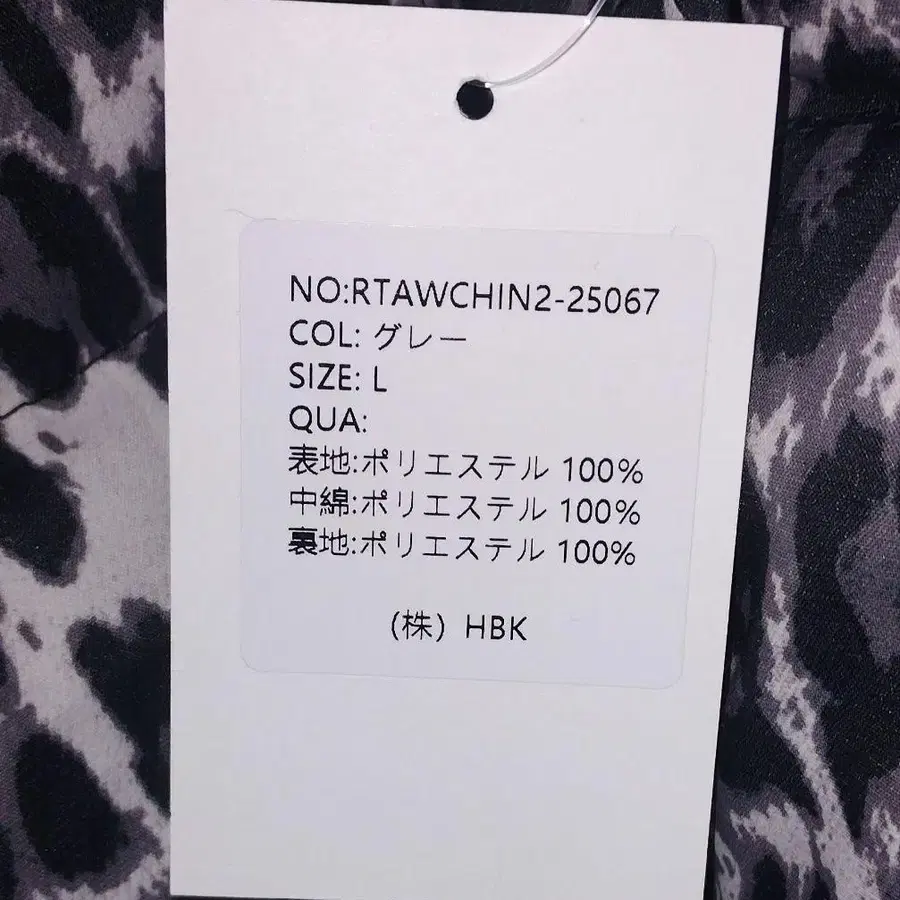 NO:RTAWCHIN2-25067
COL: グレー
SIZE: L
QUA:
表地:ポリエステル 100%
中綿:ポリエステル 100%
裏地:ポリエステル 100%
(株) HBK